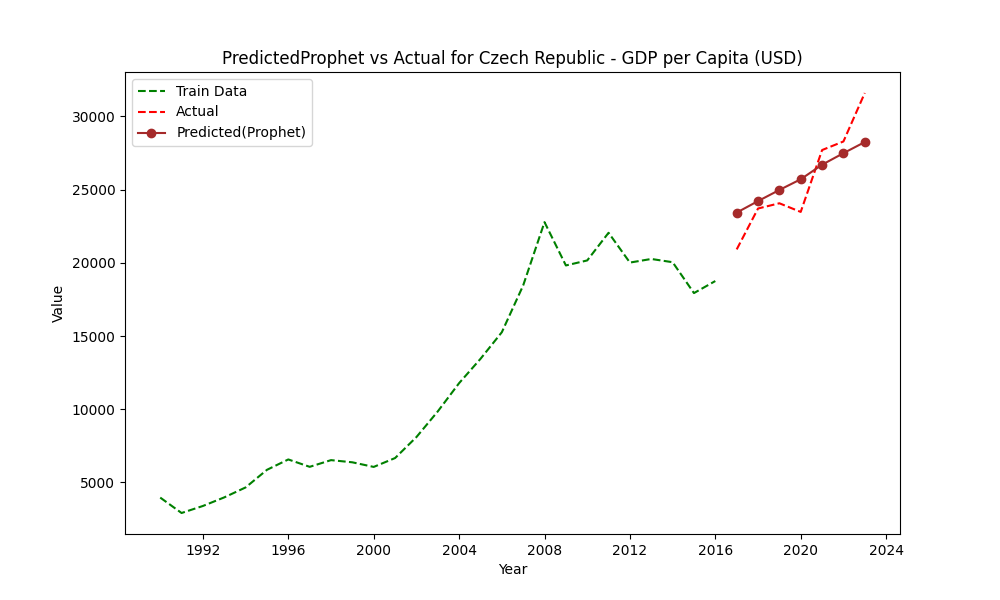 PredictedProphet vs Actual for Czech Republic - GDP per Capita (USD)
Train Data
Actual
Predicted(Prophet)
30000
25000
20000
15000
10000
5000
Value
1992 1996 2000 2004 2008 2012 2016 2020 2024
Year